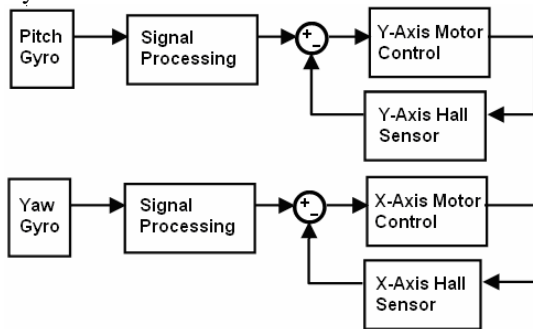 Pitch
Gyro
Signal
Processing
+
-
Y-Axis Motor
Control
Y-Axis Hall
Sensor
Yaw
Gyro
Signal
Processing
+
-
X-Axis Motor
Control
X-Axis Hall
Sensor